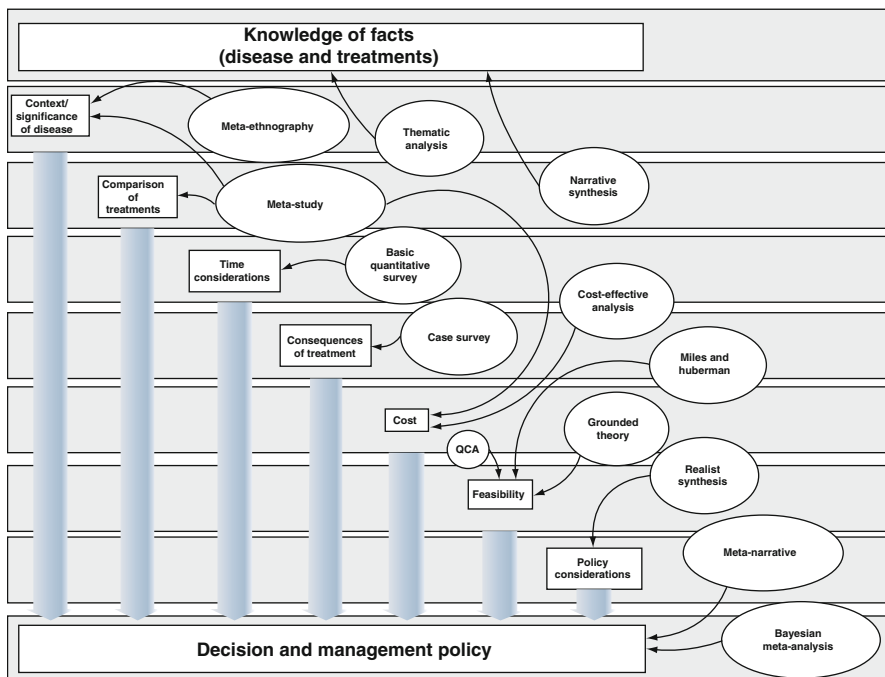 Knowledge of facts
(disease and treatments)
Context/
significance
of disease
Meta-ethnography
Thematic
analysis
Narrative
synthesis
Comparison
of
treatments
Meta-study
Time
considerations
Basic
quantitative
survey
Cost-effective
analysis
Consequences
of treatment
Case survey
Miles and
huberman
Cost
Grounded
theory
QCA
Realist
synthesis
Feasibility
Policy
considerations
Meta-narrative
Decision and management policy
Bayesian
meta-analysis